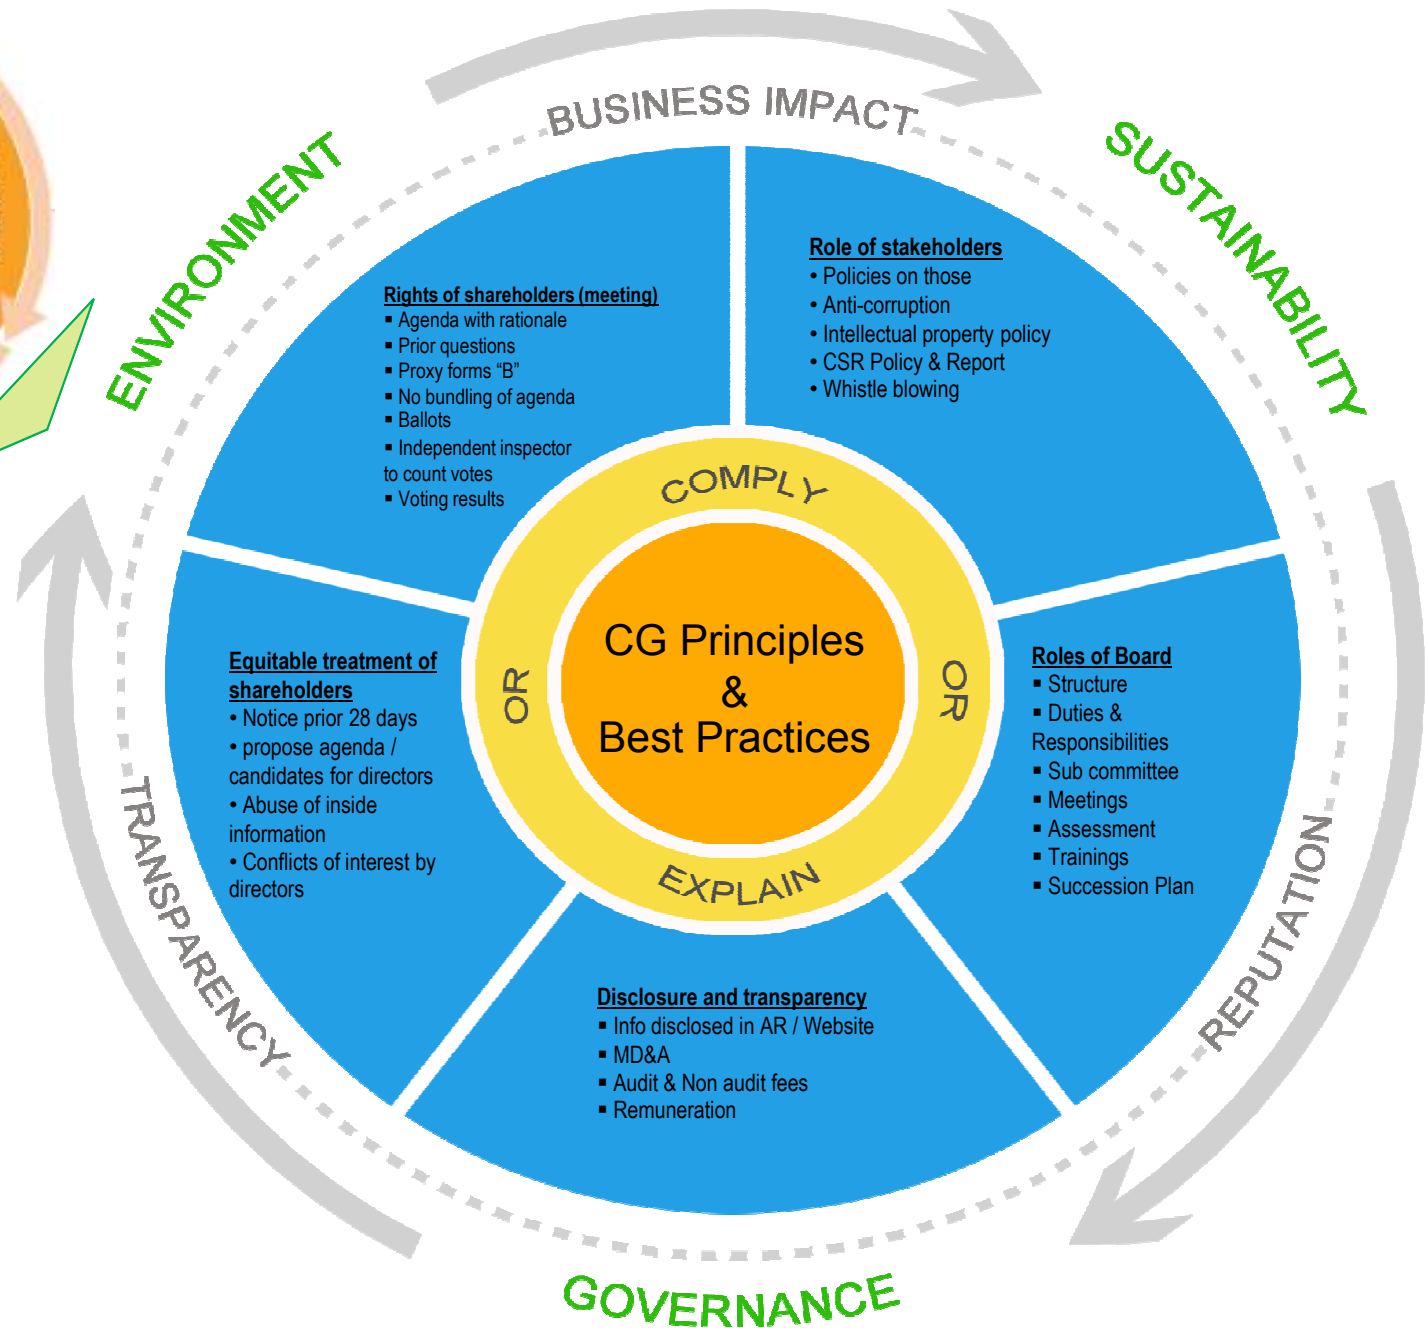 BUSINESS IMPACT
ENVIRONMENT
SUSTAINABILITY
Rights of shareholders (meeting)
▪ Agenda with rationale
▪ Prior questions
▪ Proxy forms “B”
▪ No bundling of agenda
▪ Ballots
▪ Independent inspector
to count votes
▪ Voting results
Role of stakeholders
• Policies on those
• Anti-corruption
• Intellectual property policy
• CSR Policy & Report
• Whistle blowing
COMPLY
OR
CG Principles
&
Best Practices
OR
EXPLAIN
Equitable treatment of
shareholders
• Notice prior 28 days
• propose agenda /
candidates for directors
• Abuse of inside
information
• Conflicts of interest by
directors
Roles of Board
▪ Structure
▪ Duties &
Responsibilities
▪ Sub committee
▪ Meetings
▪ Assessment
▪ Trainings
▪ Succession Plan
Disclosure and transparency
▪ Info disclosed in AR / Website
▪ MD&A
▪ Audit & Non audit fees
▪ Remuneration
TRANSPARENCY
REPUTATION
GOVERNANCE